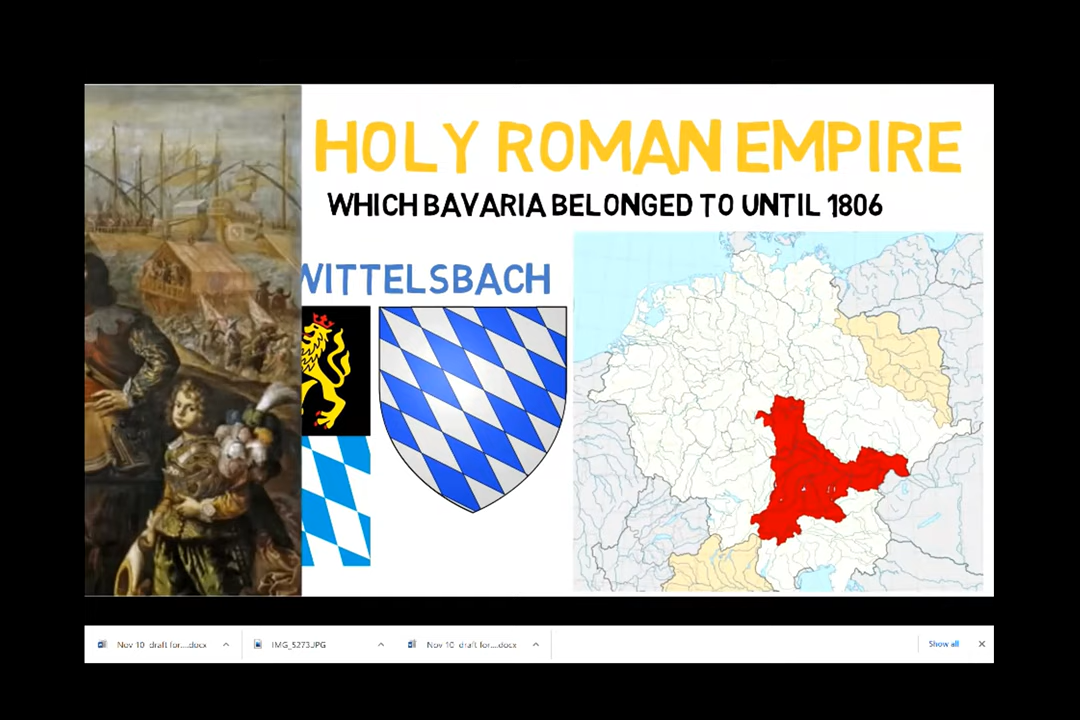 HOLY ROMAN EMPIRE
WHICH BAVARIA BELONGED TO UNTIL 1806
WITTELSBACH
Nov 10 draft for....docx
IMG_5273.JPG
Nov 10 draft for....docx
Show all